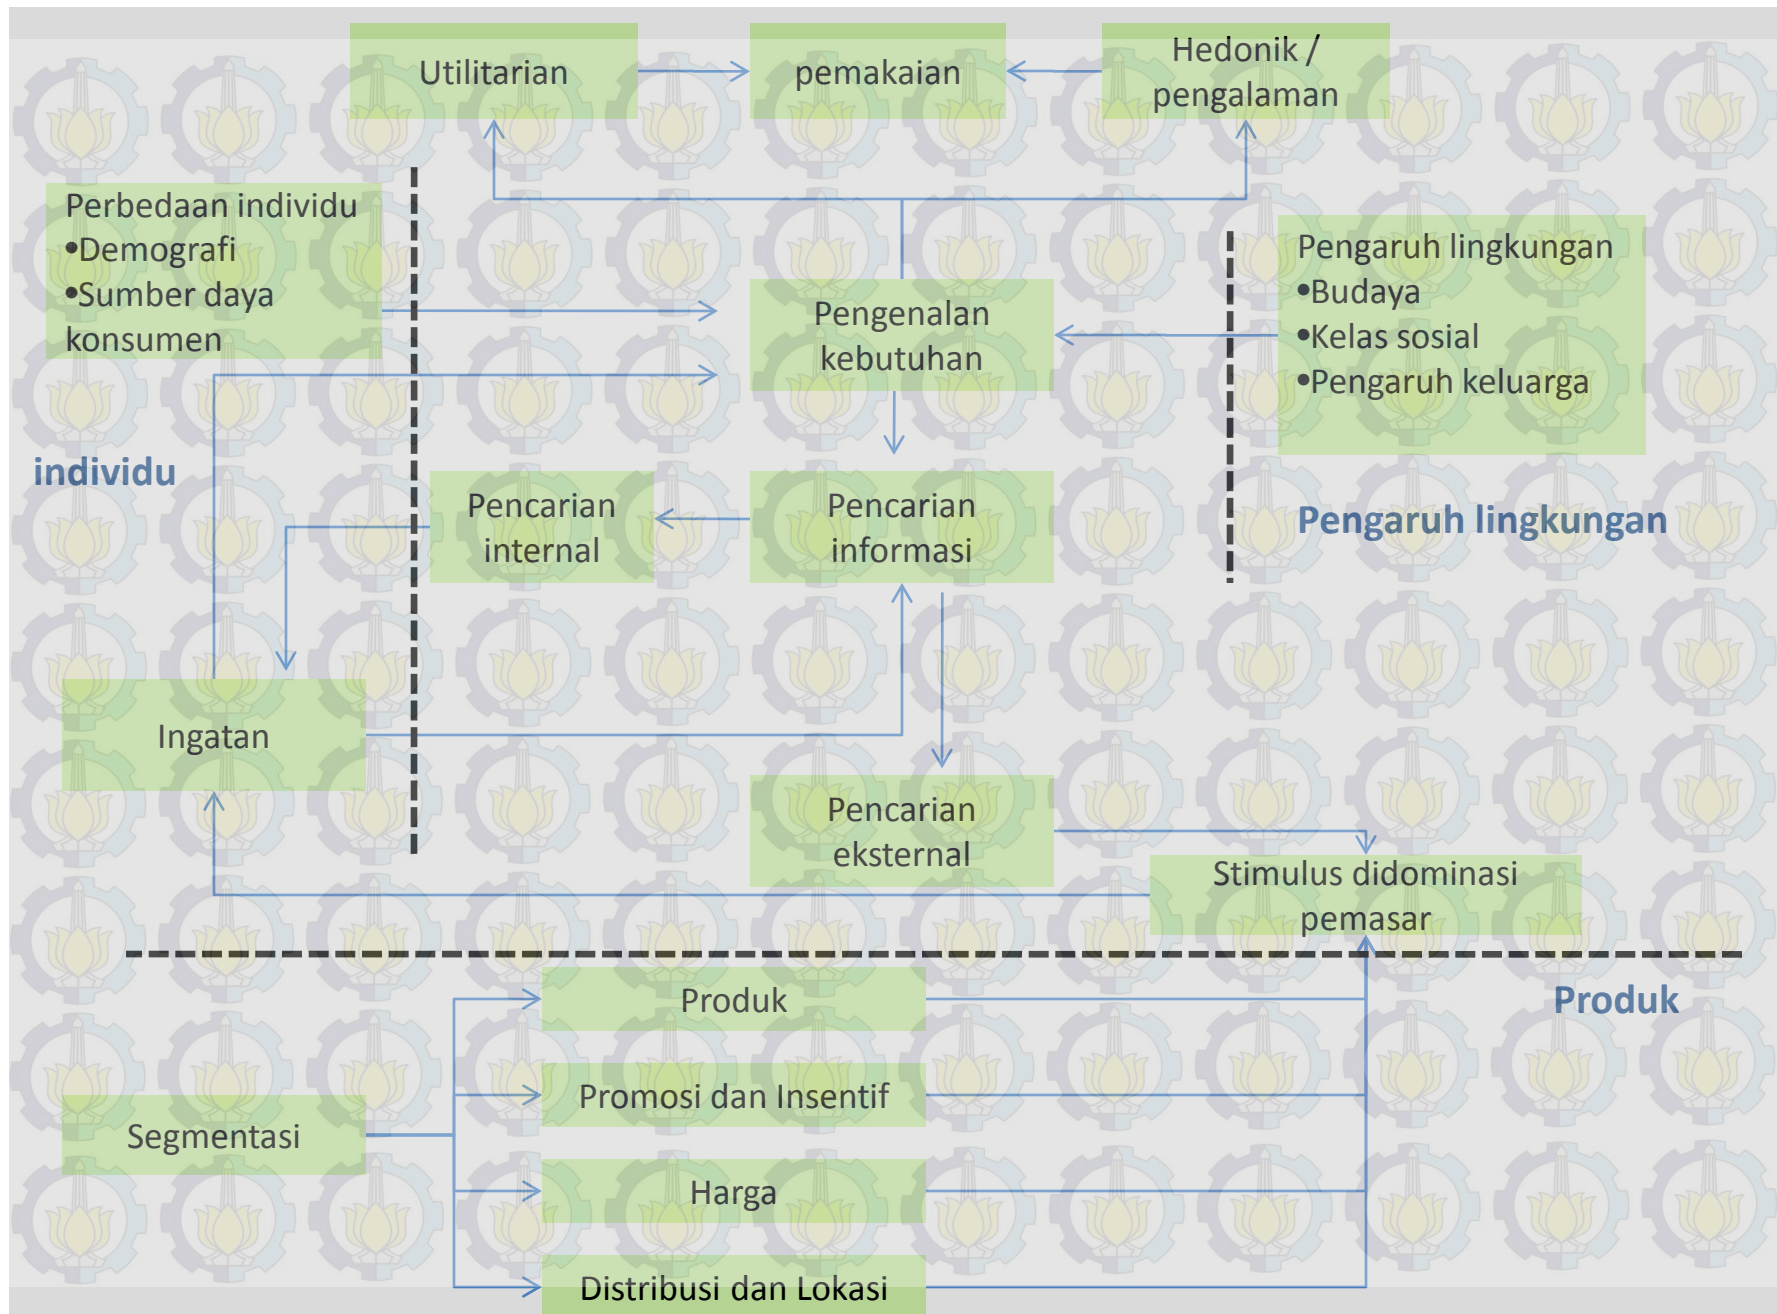 Utilitarian
pemakaian
Hedonik /
pengalaman
Perbedaan individu
•Demografi
•Sumber daya
konsumen
Pengenalan
kebutuhan
Pengaruh lingkungan
•Budaya
•Kelas sosial
•Pengaruh keluarga
individu
Pencarian
internal
Pencarian
informasi
Pengaruh lingkungan
Ingatan
Pencarian
eksternal
Stimulus didominasi
pemasar
Produk
Produk
Promosi dan Insentif
Segmentasi
Harga
Distribusi dan Lokasi